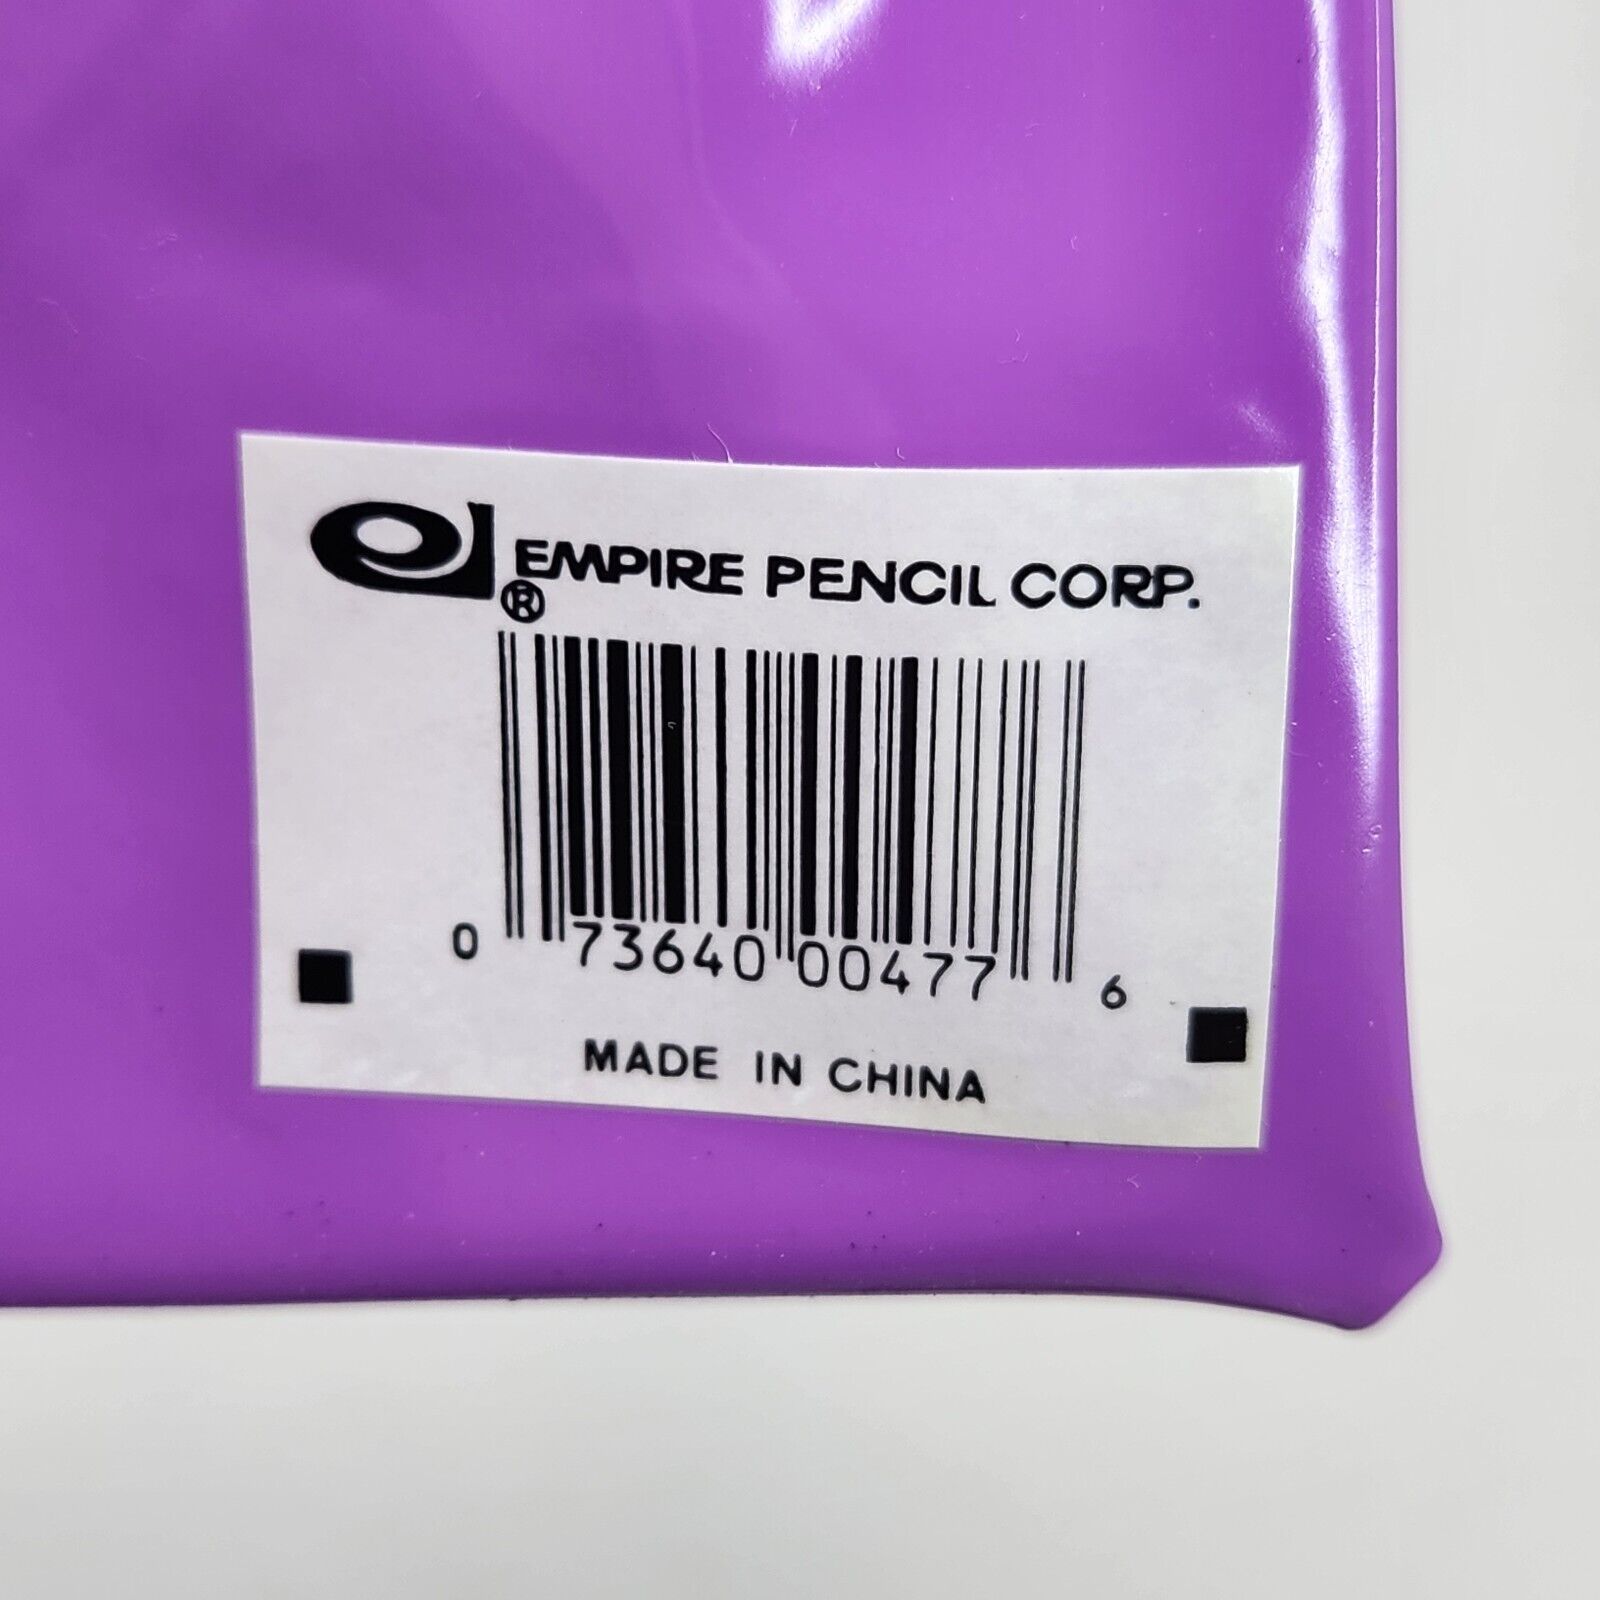 ® EMPIRE PENCIL CORP.
0 73640 00477 6
MADE IN CHINA